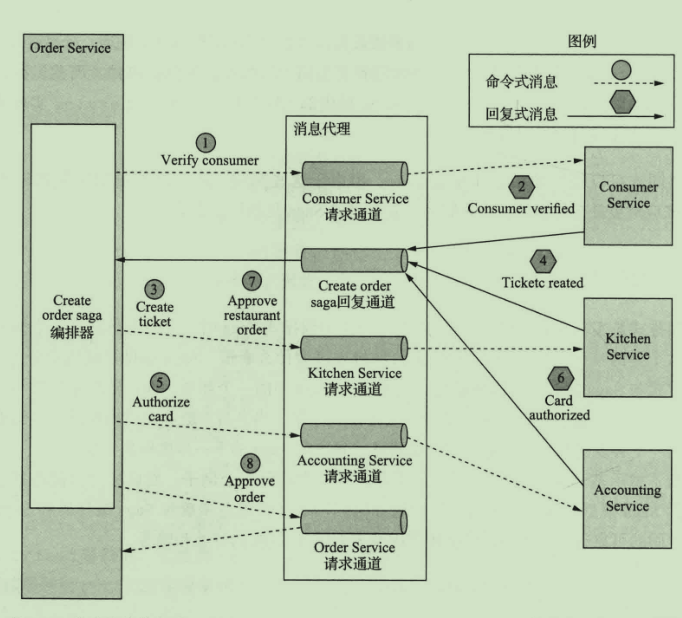 Order Service
图例
命令式消息
回复式消息
消息代理
1
Verify consumer
Consumer Service
请求通道
2
Consumer verified
Consumer
Service
Create
order saga
编排器
3
Create
ticket
7
Approve
restaurant
order
Create order
saga回复通道
4
Ticketc reated
Kitchen Service
请求通道
Kitchen
Service
5
Authorize
card
6
Card
authorized
Accounting Service
请求通道
Accounting
Service
8
Approve
order
Order Service
请求通道